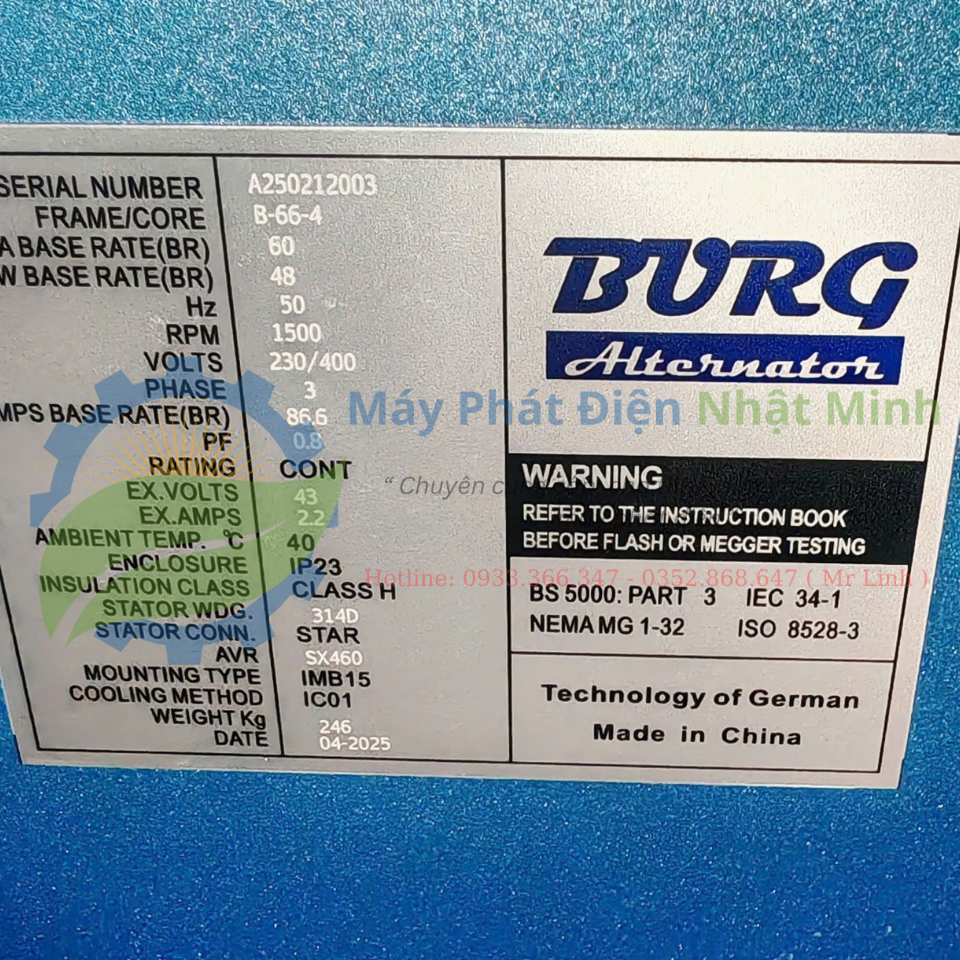 SERIAL NUMBER A250212003
FRAME/CORE B-66-4
A BASE RATE(BR) 60
W BASE RATE(BR) 48
Hz 50
RPM 1500
VOLTS 230/400
PHASE 3
MPS BASE RATE(BR) 86.6
PF 0.8
RATING CONT
EX.VOLTS 43
EX.AMPS 2.2
AMBIENT TEMP. °C 40
ENCLOSURE IP23
INSULATION CLASS CLASS H
STATOR WDG. 314D
STATOR CONN. STAR
AVR SX460
MOUNTING TYPE IMB15
COOLING METHOD IC01
WEIGHT Kg 246
DATE 04-2025
BURG
Alternator
WARNING
REFER TO THE INSTRUCTION BOOK
BEFORE FLASH OR MEGGER TESTING
BS 5000: PART 3 IEC 34-1
NEMA MG 1-32 ISO 8528-3
Technology of German
Made in China
Máy Phát Điện Nhật Minh
“ Chuyên
Hotline: 0933.366.347 - 0352.868.647 ( Mr Linh )